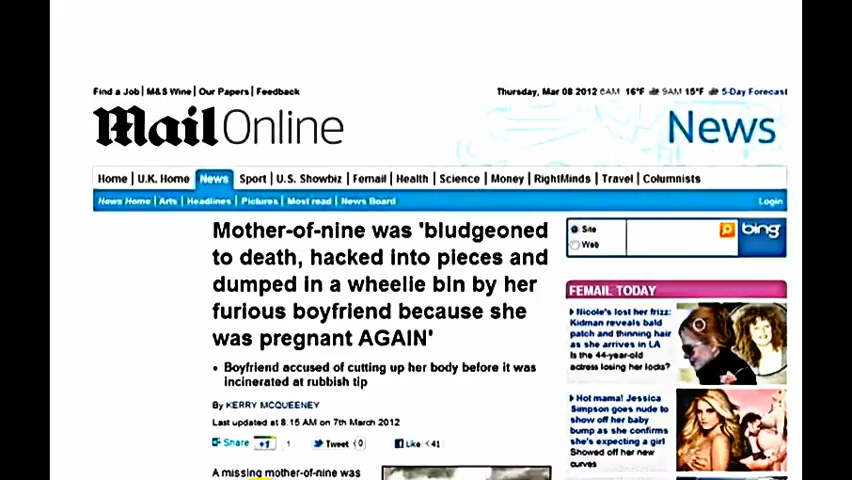 Find a Job | M&S Wine | Our Papers | Feedback
Thursday, Mar 08 2012 6AM 16°F 9AM 15°F 5-Day Forecast
Mail Online
News
Home | U.K. Home | News | Sport | U.S. Showbiz | Femail | Health | Science | Money | RightMinds | Travel | Columnists
News Home | Arts | Headlines | Pictures | Most read | News Board
Login
Mother-of-nine was 'bludgeoned
to death, hacked into pieces and
dumped in a wheelie bin by her
furious boyfriend because she
was pregnant AGAIN'
• Boyfriend accused of cutting up her body before it was
incinerated at rubbish tip
By KERRY MCQUEENEY
Last updated at 8:15 AM on 7th March 2012
Share +1 1 Tweet 0 Like 41
A missing mother-of-nine was
Site
Web
bing
FEMAIL TODAY
Nicole's lost her frizz:
Kidman reveals bald
patch and thinning hair
as she arrives in LA
Is the 44-year-old
actress losing her locks?
Hot mama! Jessica
Simpson goes nude to
show off her baby
bump as she confirms
she's expecting a girl
Showed off her new
curves